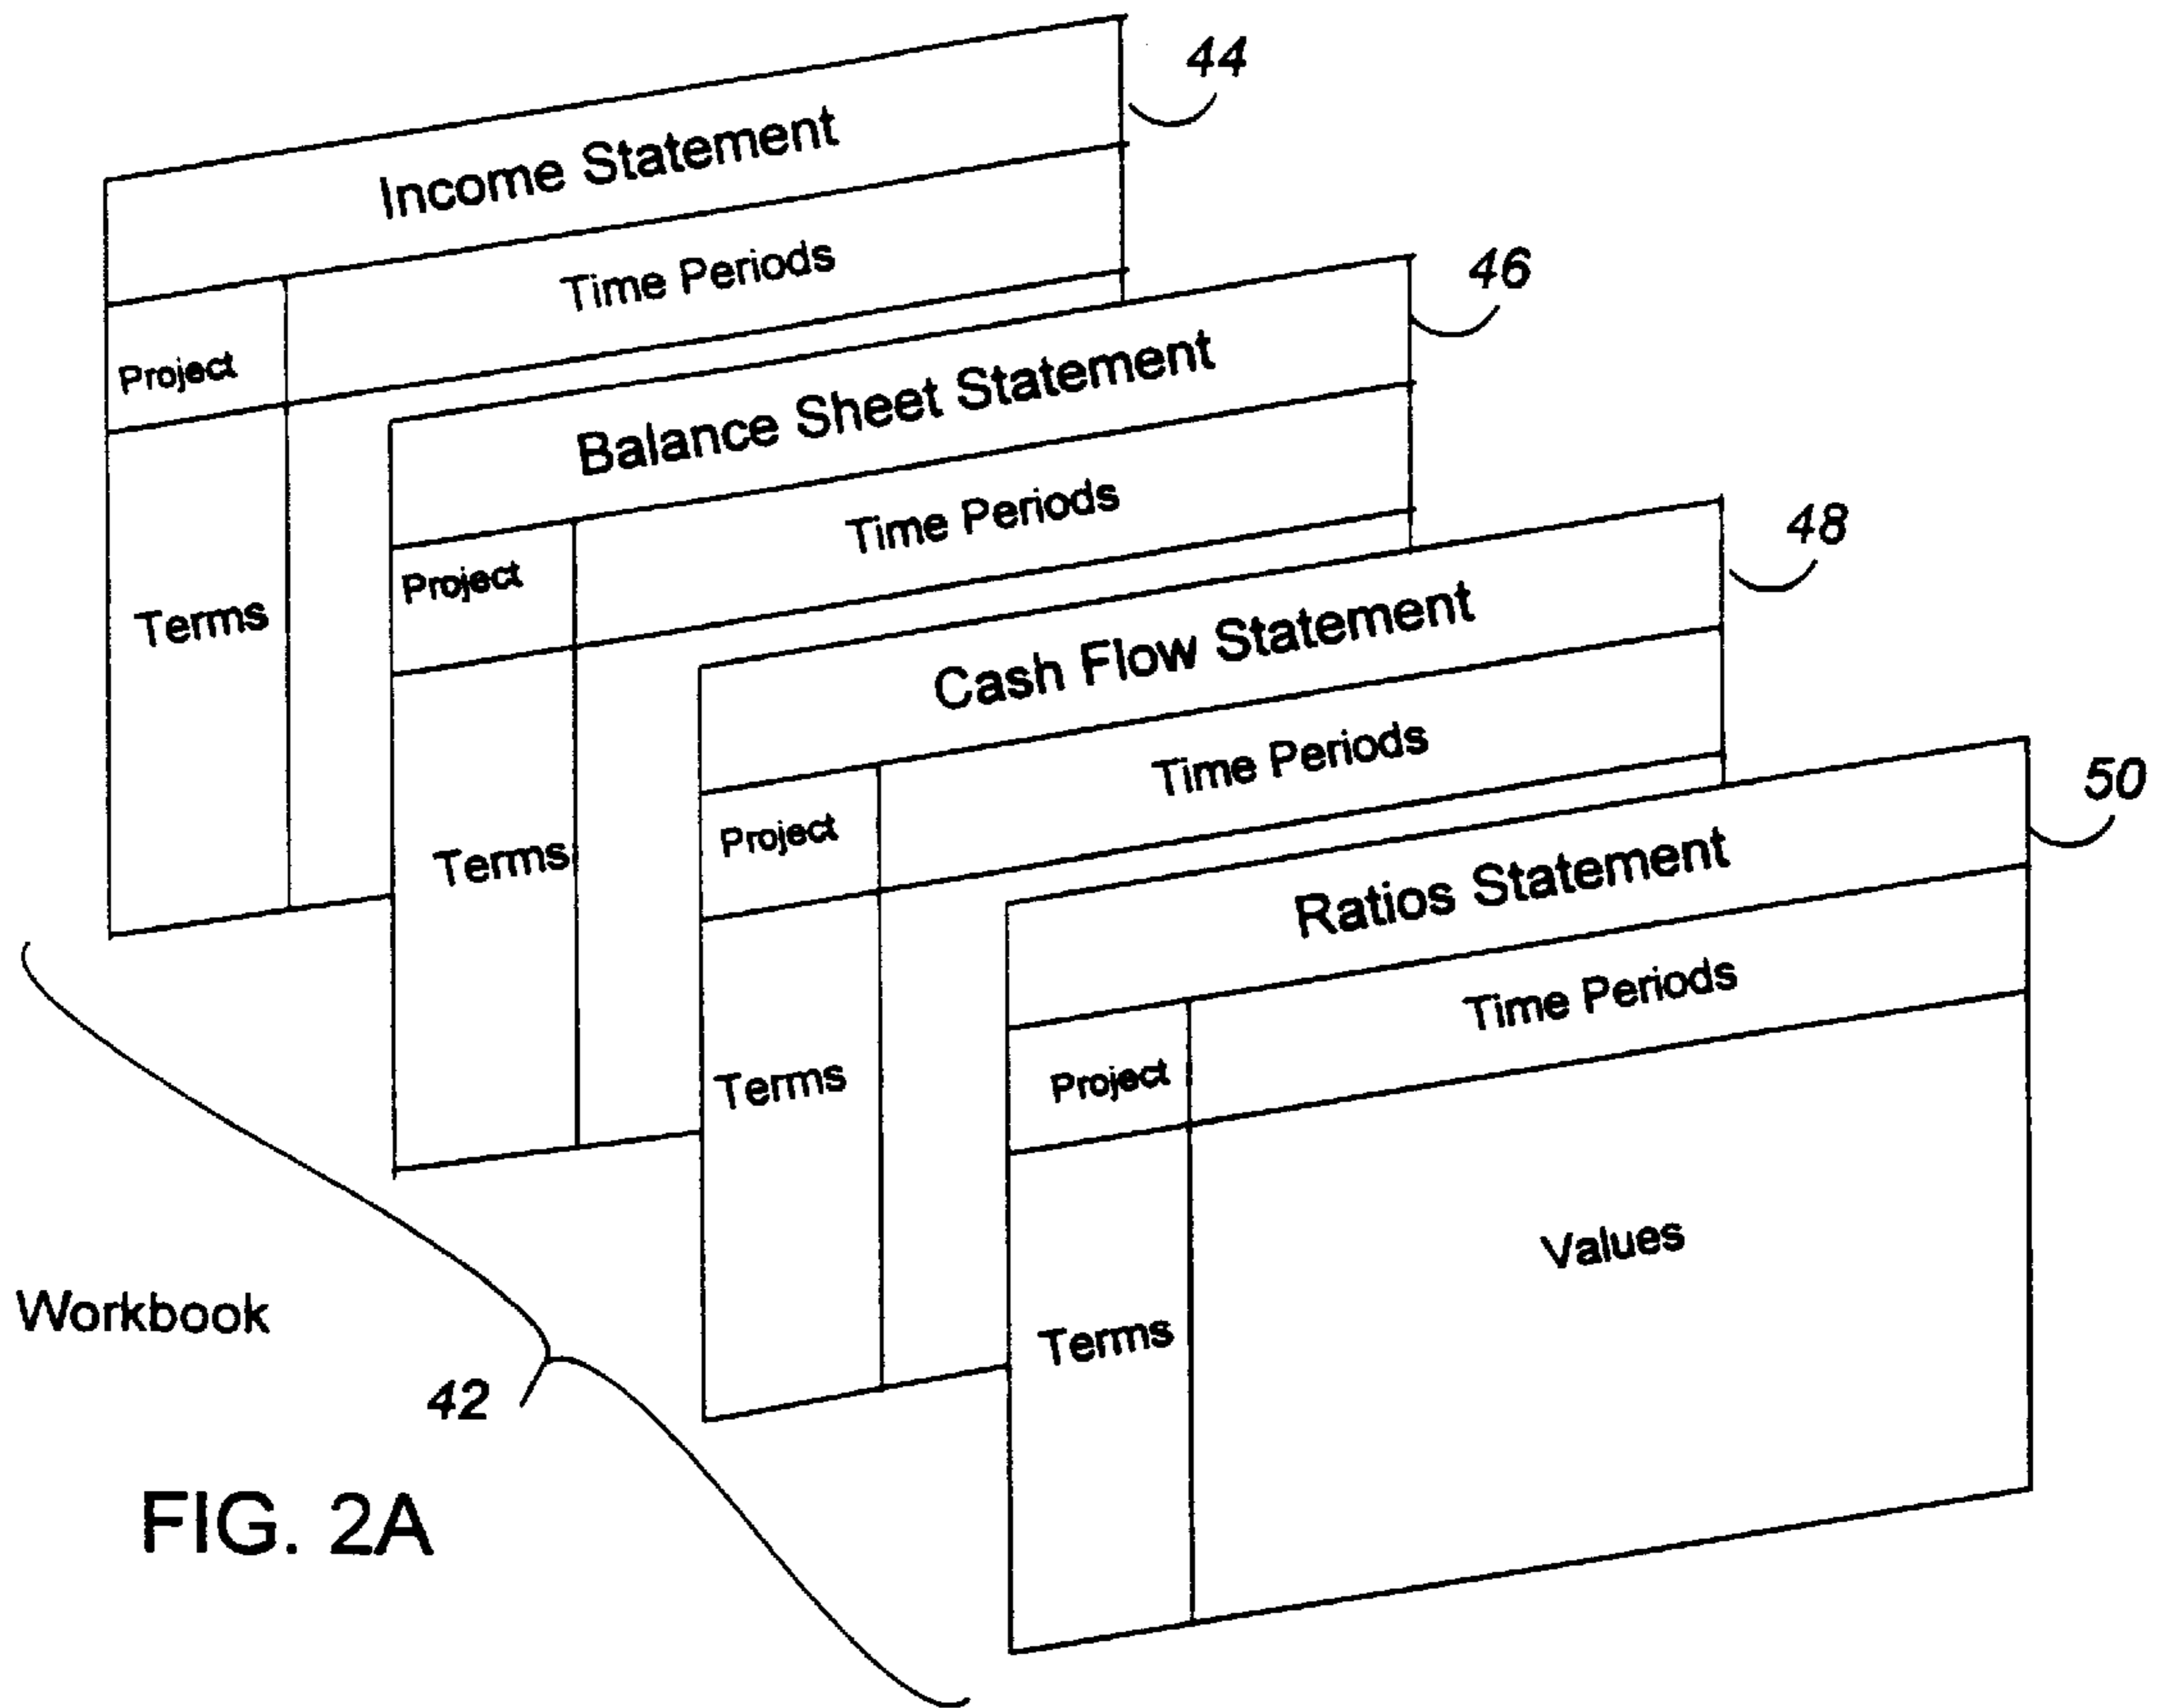 44
Income Statement
Time Periods
Project
Terms
46
Balance Sheet Statement
Time Periods
Project
Terms
48
Cash Flow Statement
Time Periods
Project
Terms
50
Ratios Statement
Time Periods
Project
Terms
Values
Workbook
42
FIG. 2A